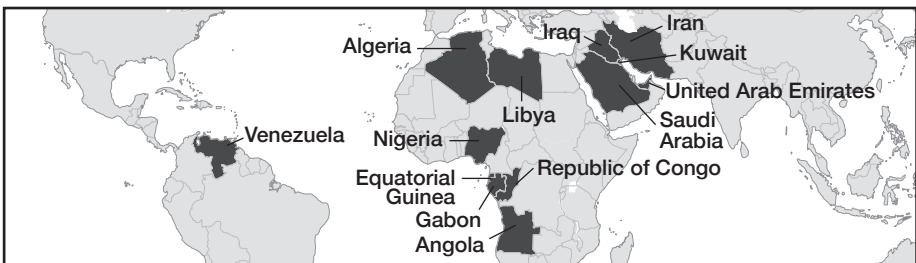 Algeria
Iraq
Iran
Kuwait
United Arab Emirates
Saudi
Arabia
Libya
Venezuela
Nigeria
Equatorial
Guinea
Republic of Congo
Gabon
Angola